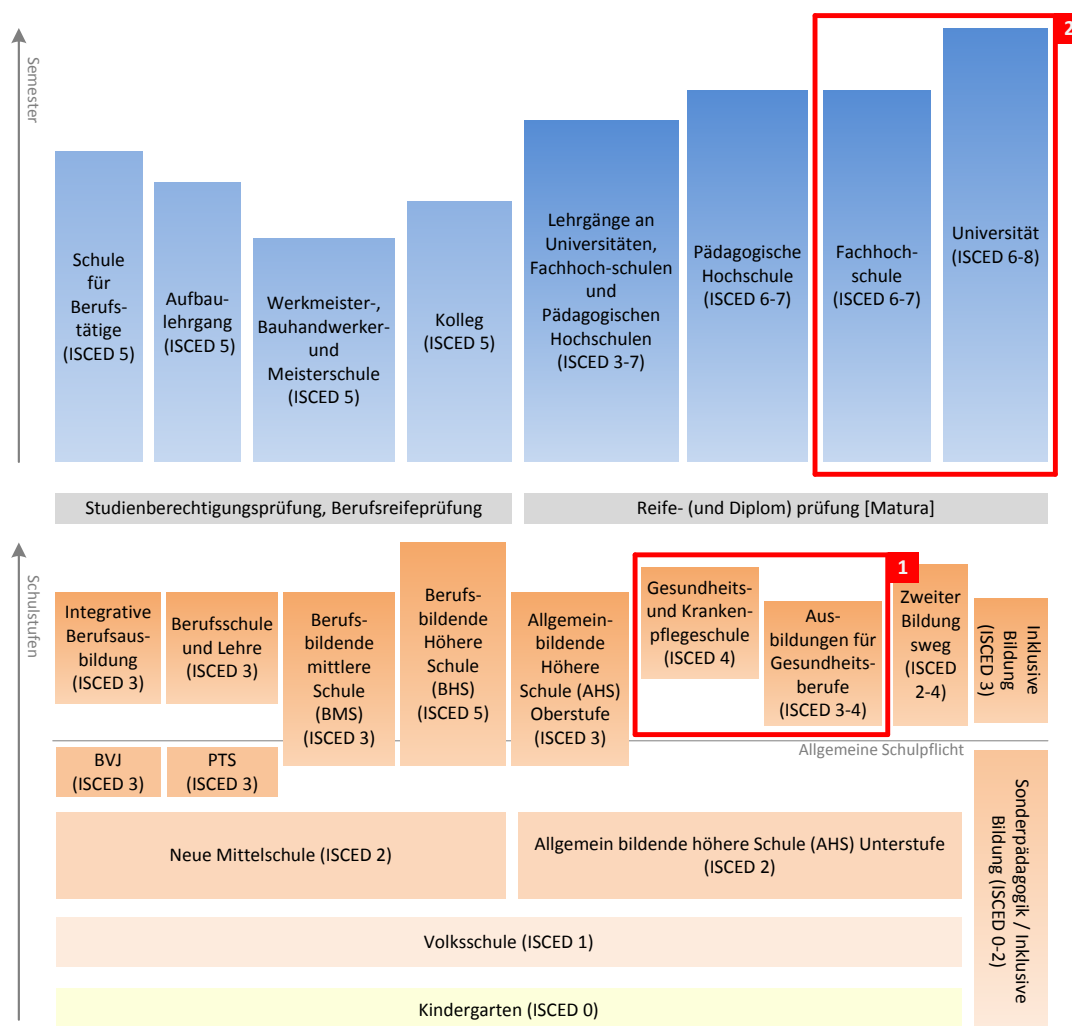 2
Semester
Schule
für
Berufs-
tätige
(ISCED 5)
Aufbau-
lehrgang
(ISCED 5)
Werkmeister-,
Bauhandwerker-
und
Meisterschule
(ISCED 5)
Kolleg
(ISCED 5)
Lehrgänge an
Universitäten,
Fachhoch-schulen
und
Pädagogischen
Hochschulen
(ISCED 3-7)
Pädagogische
Hochschule
(ISCED 6-7)
Fachhoch-
schule
(ISCED 6-7)
Universität
(ISCED 6-8)
Studienberechtigungsprüfung, Berufsreifeprüfung
Reife- (und Diplom) prüfung [Matura]
Schulstufen
1
Integrative
Berufsaus-
bildung
(ISCED 3)
Berufsschule
und Lehre
(ISCED 3)
Berufs-
bildende
mittlere
Schule
(BMS)
(ISCED 3)
Berufs-
bildende
Höhere
Schule
(BHS)
(ISCED 5)
Allgemein-
bildende
Höhere
Schule (AHS)
Oberstufe
(ISCED 3)
Gesundheits-
und Kranken-
pflegeschule
(ISCED 4)
Aus-
bildungen für
Gesundheits-
berufe
(ISCED 3-4)
Zweiter
Bildung
sweg
(ISCED
2-4)
Inklusive
Bildung
(ISCED 3)
Allgemeine Schulpflicht
BVJ
(ISCED 3)
PTS
(ISCED 3)
Neue Mittelschule (ISCED 2)
Allgemein bildende höhere Schule (AHS) Unterstufe
(ISCED 2)
Sonderpädagogik / Inklusive
Bildung (ISCED 0-2)
Volksschule (ISCED 1)
Kindergarten (ISCED 0)